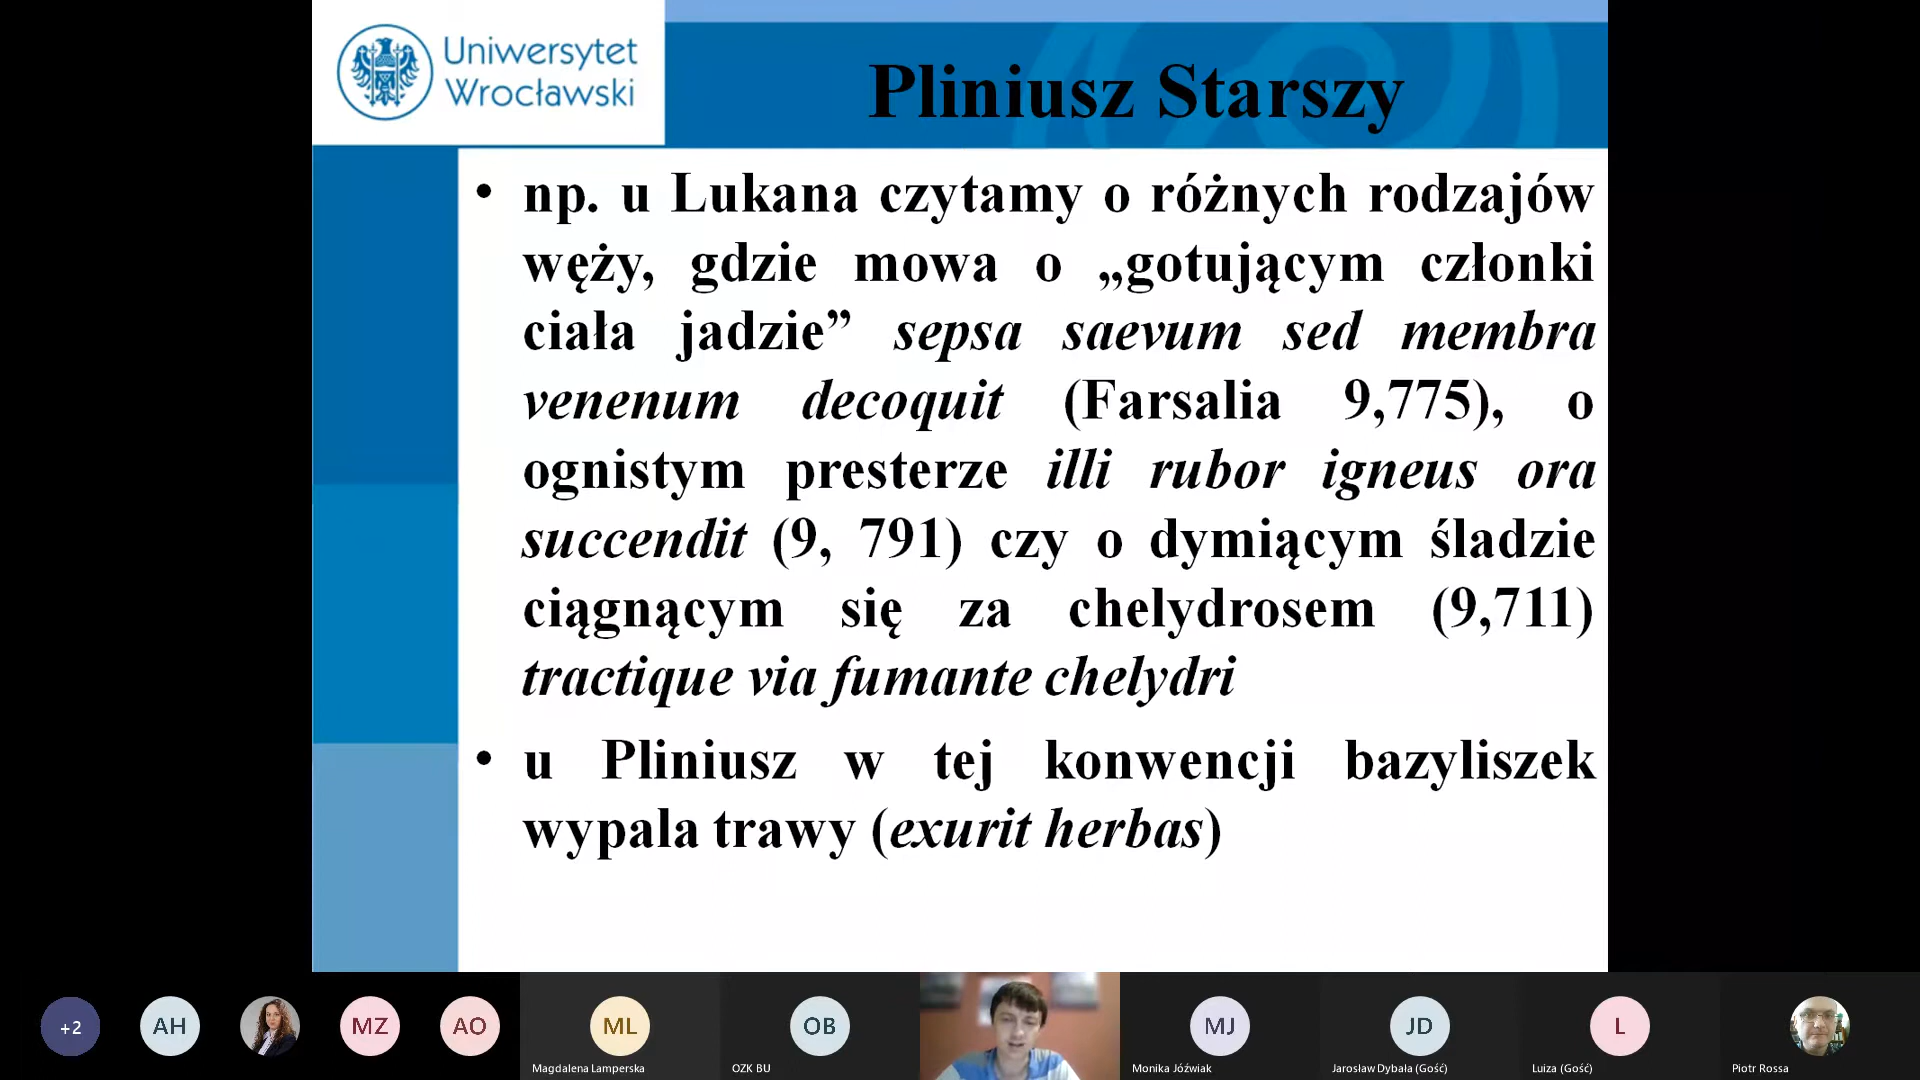 Uniwersytet
Wrocławski
Pliniusz Starszy
• np. u Lukana czytamy o różnych rodzajów
węży, gdzie mowa o „gotującym członki
ciała jadzie” sepsa saevum sed membra
venenum decoquit (Farsalia 9,775), o
ognistym presterze illi rubor igneus ora
succendit (9, 791) czy o dymiącym śladzie
ciągnącym się za chelydrosem (9,711)
tractique via fumante chelydri
• u Pliniusz w tej konwencji bazyliszek
wypala trawy (exurit herbas)
+2
AH
MZ
AO
ML
OB
MJ
JD
L
Magdalena Lamperska
OZK BU
Monika Jóźwiak
Jarosław Dybała (Gość)
Luiza (Gość)
Piotr Rossa